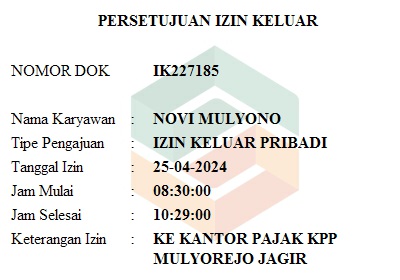 PERSETUJUAN IZIN KELUAR
NOMOR DOK IK227185
Nama Karyawan : NOVI MULYONO
Tipe Pengajuan : IZIN KELUAR PRIBADI
Tanggal Izin : 25-04-2024
Jam Mulai : 08:30:00
Jam Selesai : 10:29:00
Keterangan Izin : KE KANTOR PAJAK KPP
MULYOREJO JAGIR